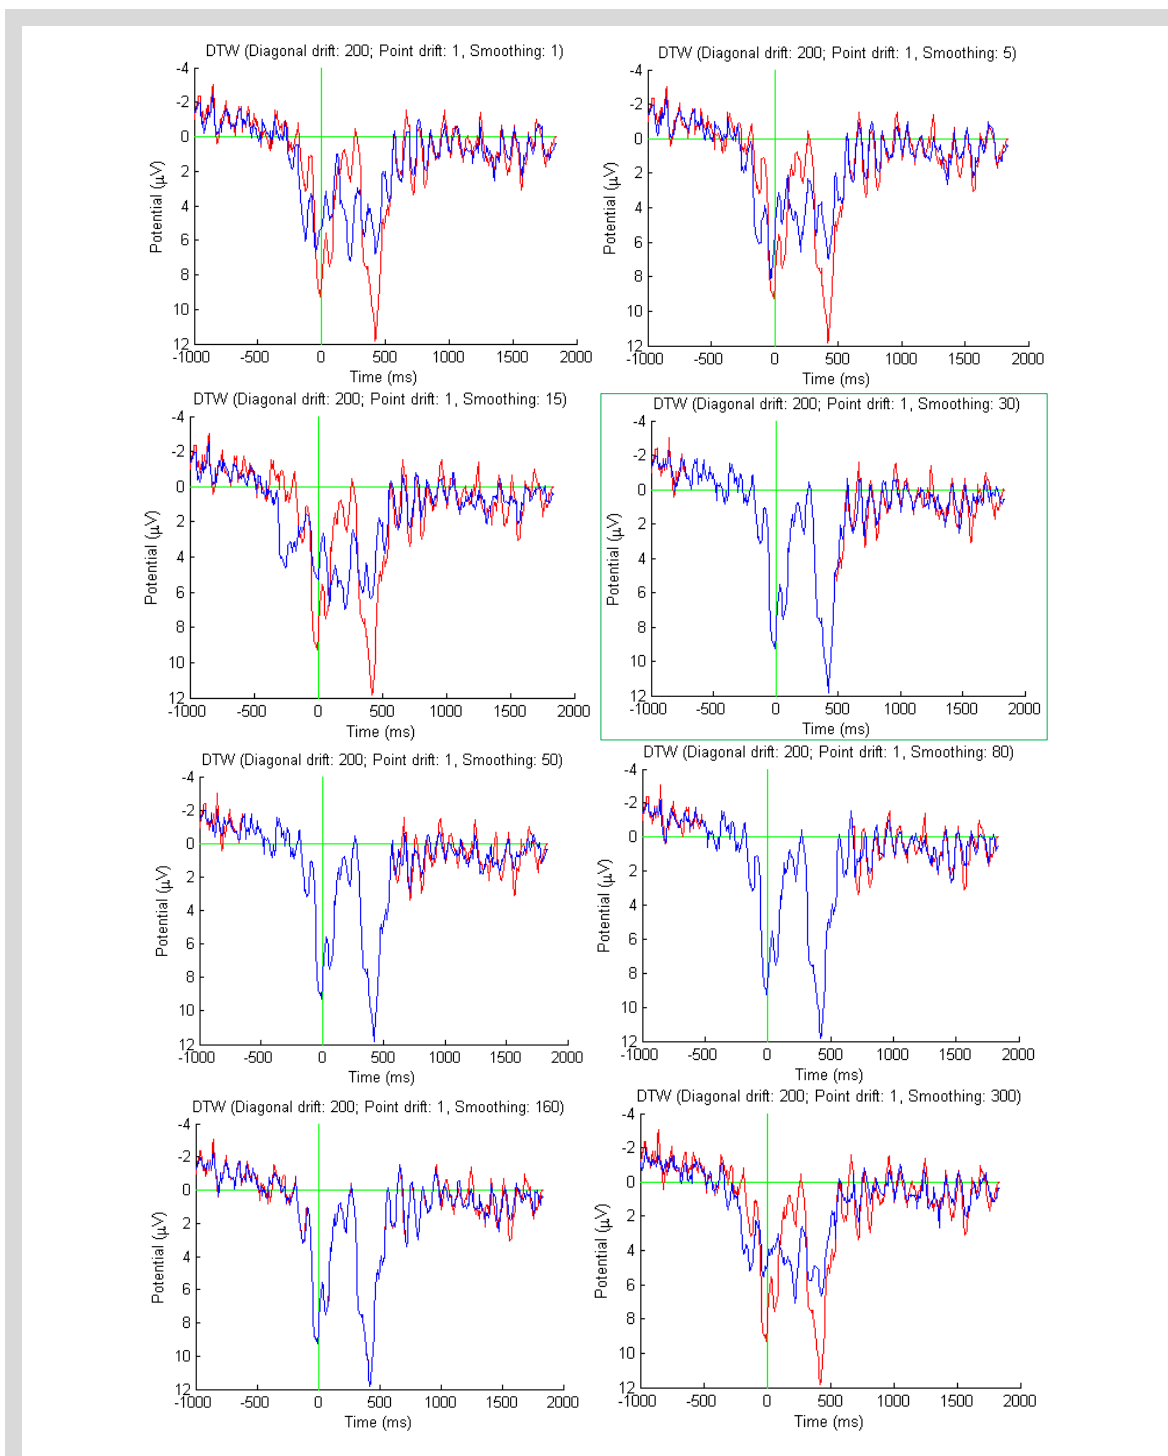 DTW (Diagonal drift: 200; Point drift: 1, Smoothing: 1)
-4
-2
0
2
4
6
8
10
12
Potential (μV)
-1000 -500 0 500 1000 1500 2000
Time (ms)
DTW (Diagonal drift: 200; Point drift: 1, Smoothing: 5)
-4
-2
0
2
4
6
8
10
12
Potential (μV)
-1000 -500 0 500 1000 1500 2000
Time (ms)
DTW (Diagonal drift: 200; Point drift: 1, Smoothing: 15)
-4
-2
0
2
4
6
8
10
12
Potential (μV)
-1000 -500 0 500 1000 1500 2000
Time (ms)
DTW (Diagonal drift: 200; Point drift: 1, Smoothing: 30)
-4
-2
0
2
4
6
8
10
12
Potential (μV)
-1000 -500 0 500 1000 1500 2000
Time (ms)
DTW (Diagonal drift: 200; Point drift: 1, Smoothing: 50)
-4
-2
0
2
4
6
8
10
12
Potential (μV)
-1000 -500 0 500 1000 1500 2000
Time (ms)
DTW (Diagonal drift: 200; Point drift: 1, Smoothing: 80)
-4
-2
0
2
4
6
8
10
12
Potential (μV)
-1000 -500 0 500 1000 1500 2000
Time (ms)
DTW (Diagonal drift: 200; Point drift: 1, Smoothing: 160)
-4
-2
0
2
4
6
8
10
12
Potential (μV)
-1000 -500 0 500 1000 1500 2000
Time (ms)
DTW (Diagonal drift: 200; Point drift: 1, Smoothing: 300)
-4
-2
0
2
4
6
8
10
12
Potential (μV)
-1000 -500 0 500 1000 1500 2000
Time (ms)